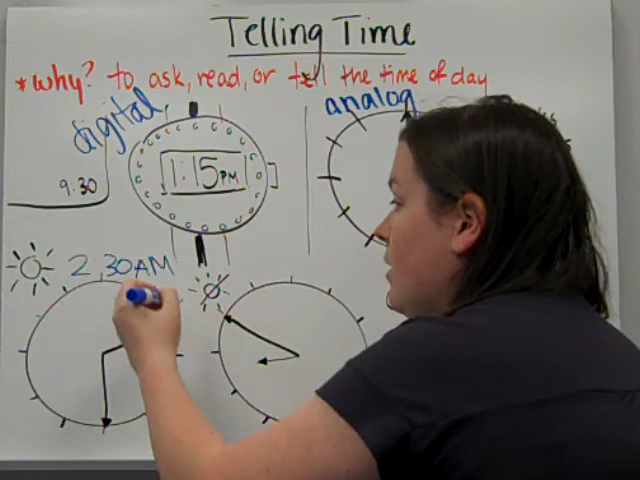 Telling Time
*why? to ask, read, or tell the time of day
digital
analog
1:15PM
9:30
2 30AM